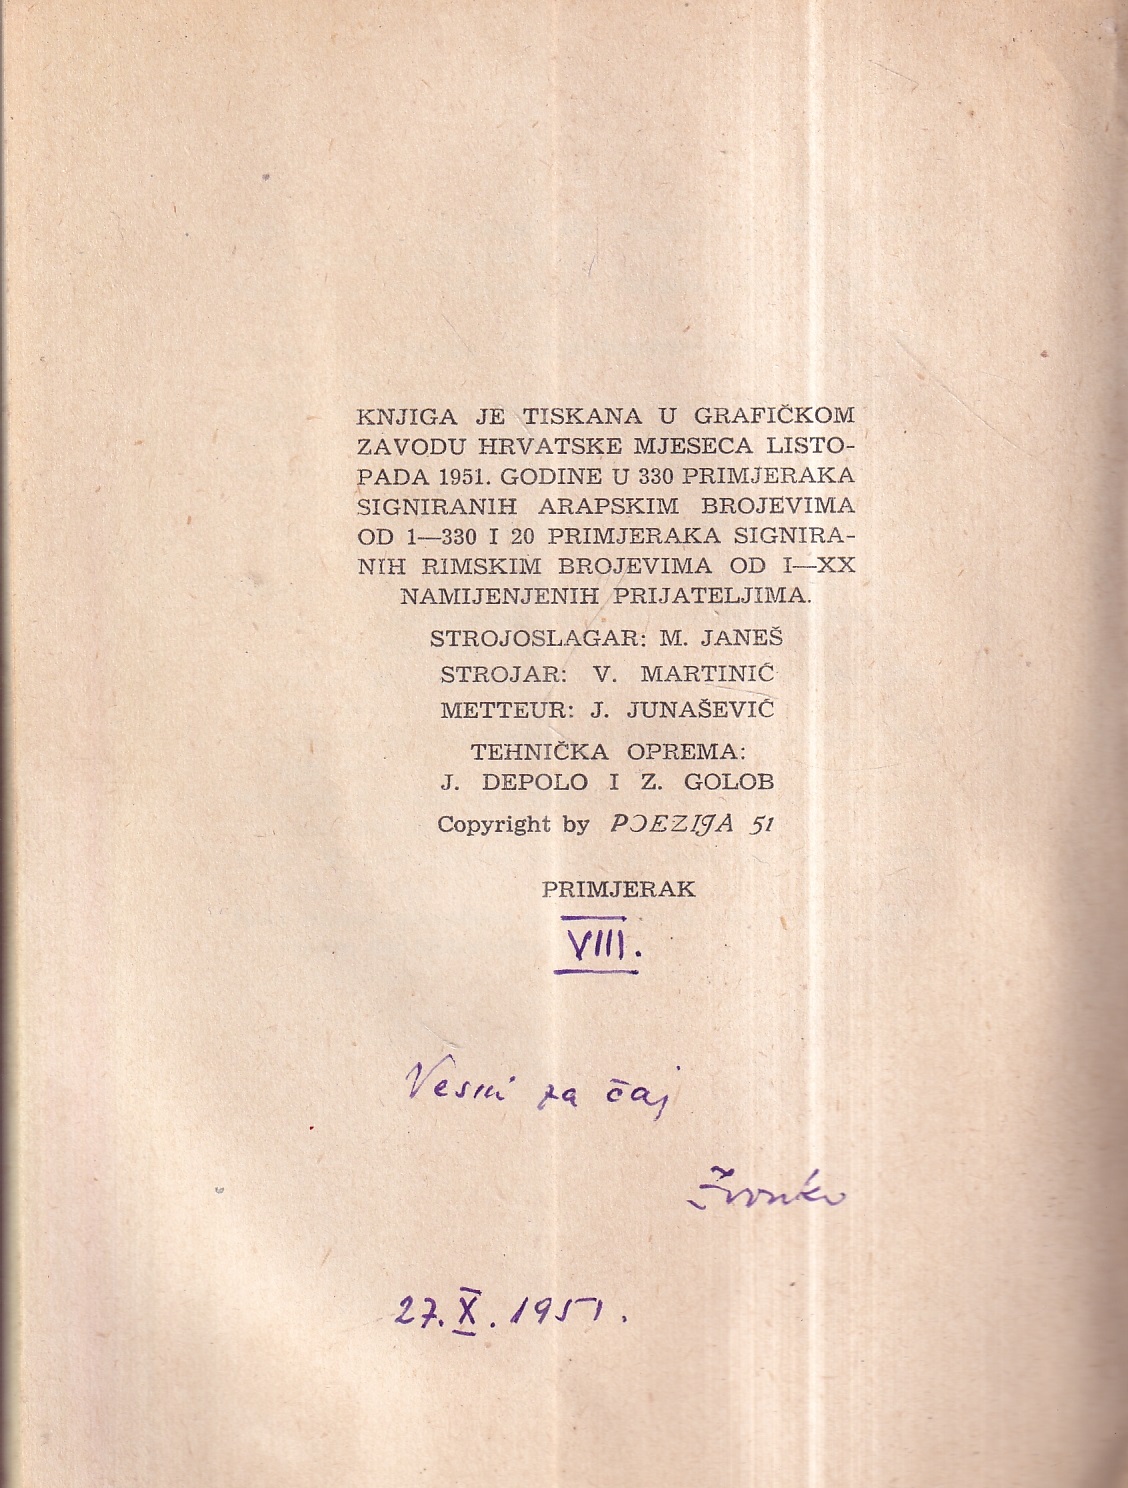 KNJIGA JE TISKANA U GRAFIČKOM
ZAVODU HRVATSKE MJESECA LISTO-
PADA 1951. GODINE U 330 PRIMJERAKA
SIGNIRANIH ARAPSKIM BROJEVIMA
OD 1—330 I 20 PRIMJERAKA SIGNIRA-
NIH RIMSKIM BROJEVIMA OD I—XX
NAMIJENJENIH PRIJATELJIMA.
STROJOSLAGAR: M. JANEŠ
STROJAR: V. MARTINIĆ
METTEUR: J. JUNAŠEVIĆ
TEHNIČKA OPREMA:
J. DEPOLO I Z. GOLOB
Copyright by POEZIJA 51
PRIMJERAK
VIII.
Vesni za čaj
Zvonko
27. X. 1951.